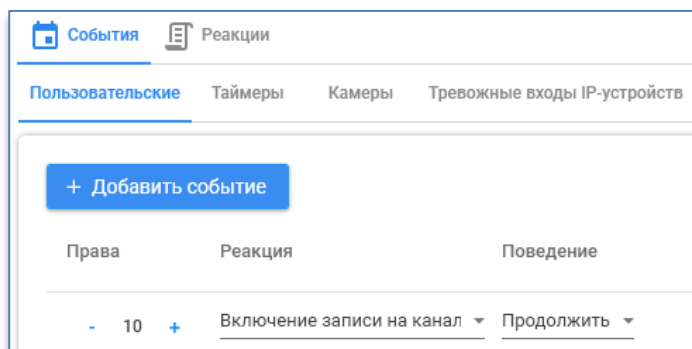 События Реакции
Пользовательские Таймеры Камеры Тревожные входы IP-устройств
+ Добавить событие
Права Реакция Поведение
- 10 + Включение записи на канал Продолжить